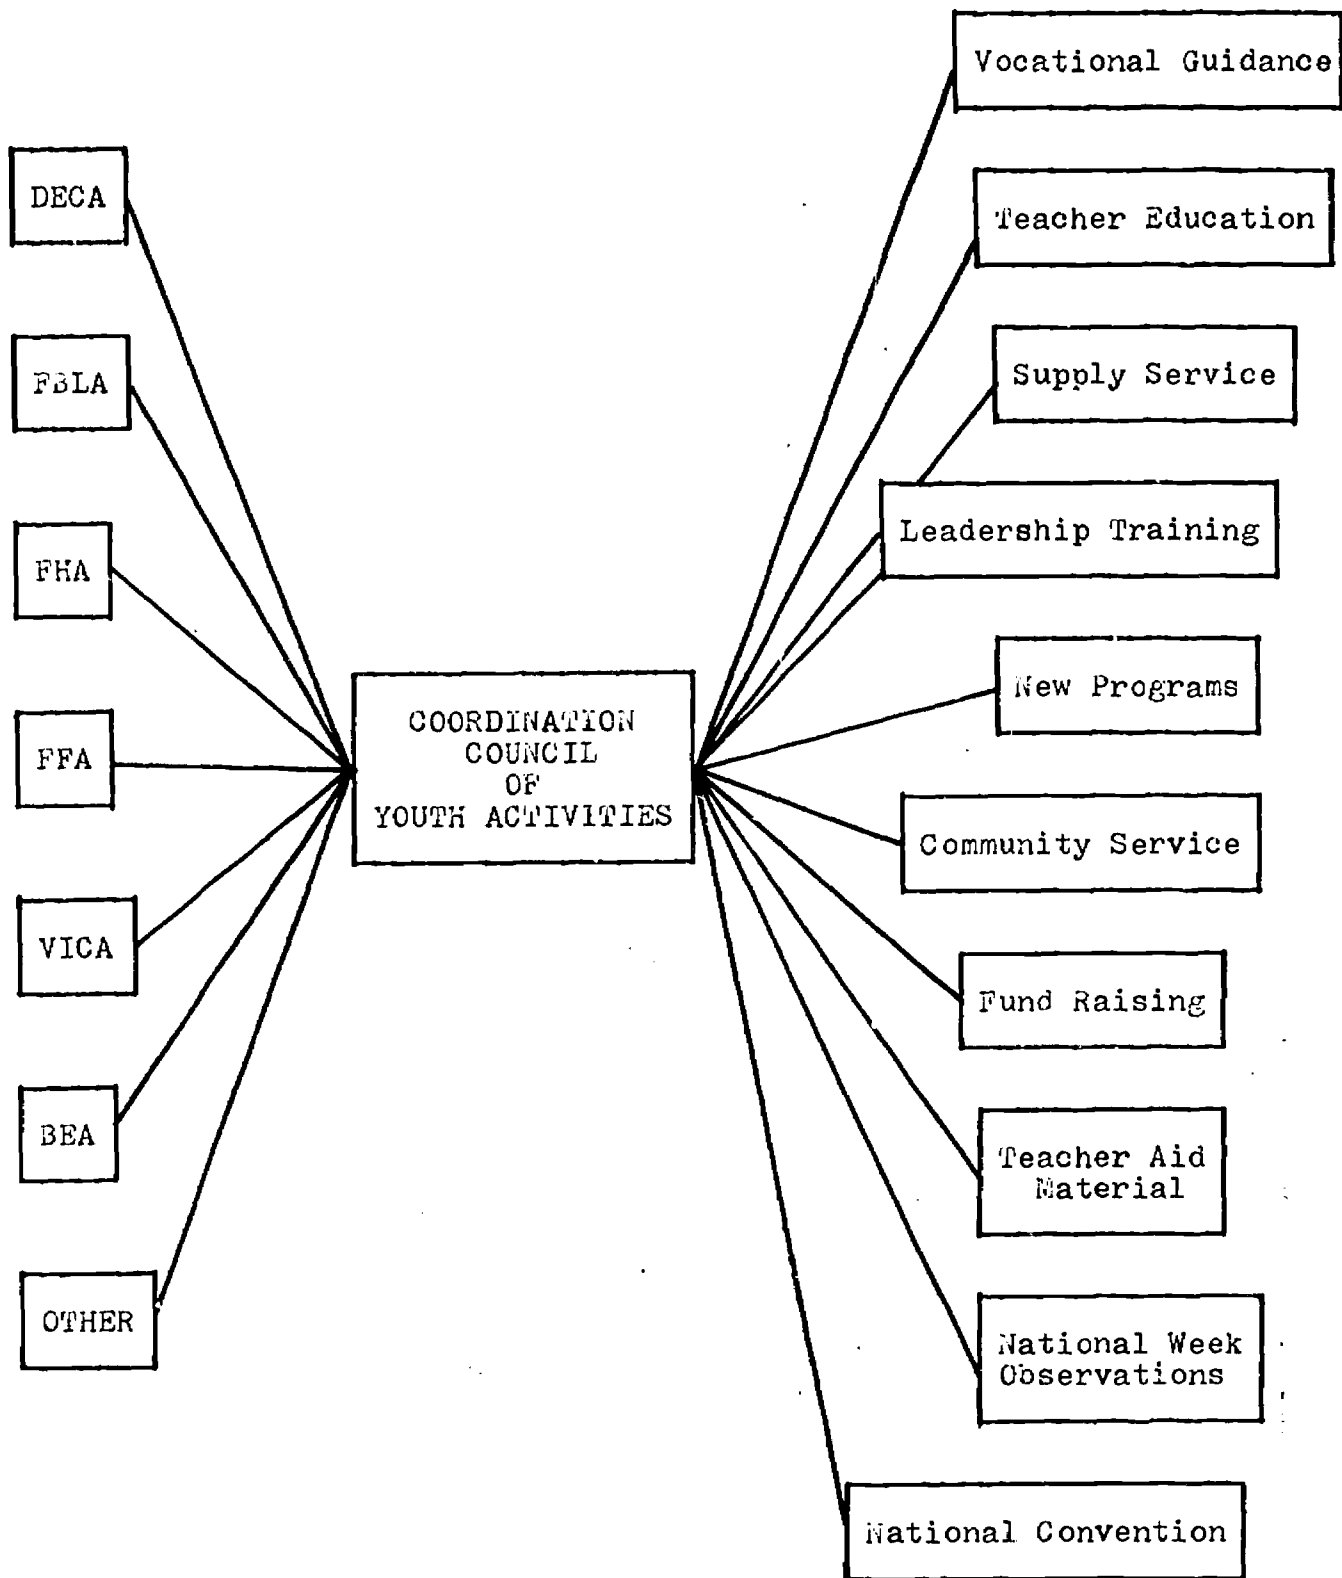 DECA
FBLA
FHA
FFA
VICA
BEA
OTHER
COORDINATION
COUNCIL
OF
YOUTH ACTIVITIES
Vocational Guidance
Teacher Education
Supply Service
Leadership Training
New Programs
Community Service
Fund Raising
Teacher Aid
Material
National Week
Observations
National Convention